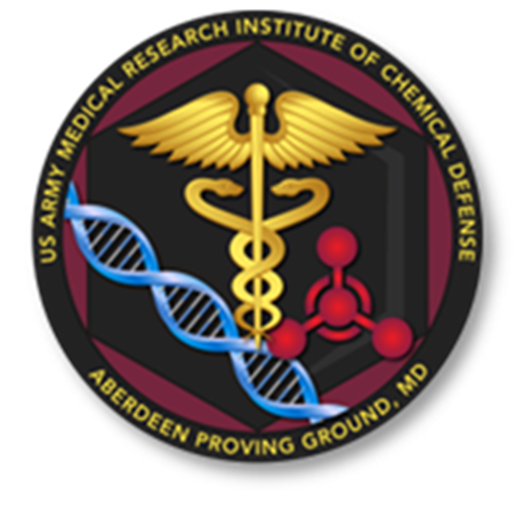 US ARMY MEDICAL RESEARCH INSTITUTE OF CHEMICAL DEFENSE
ABERDEEN PROVING GROUND, MD